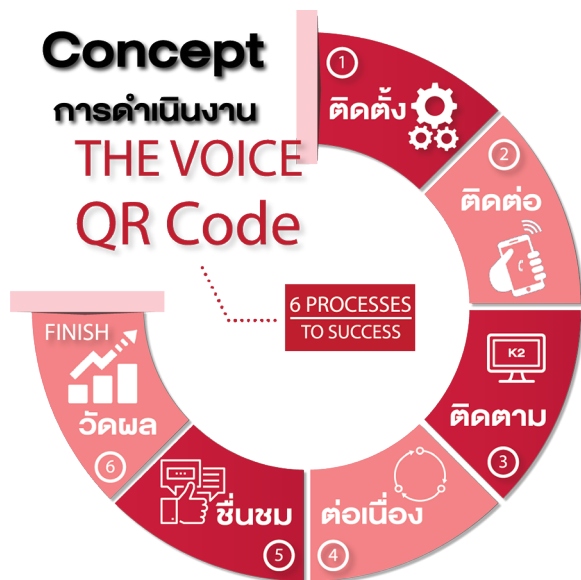 Concept
การดำเนินงาน
THE VOICE
QR Code
6 PROCESSES
TO SUCCESS
1
ติดตั้ง
2
ติดต่อ
K2
ติดตาม
3
ต่อเนื่อง
4
ชื่นชม
5
FINISH
วัดผล
6